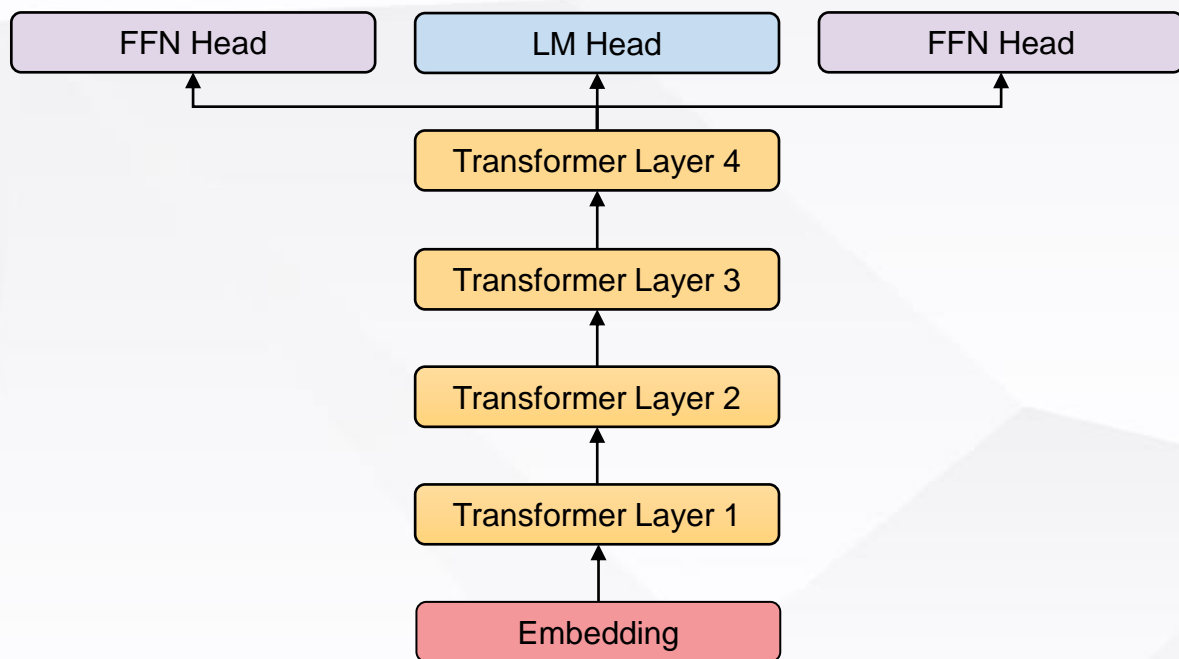 FFN Head
LM Head
FFN Head
Transformer Layer 4
Transformer Layer 3
Transformer Layer 2
Transformer Layer 1
Embedding